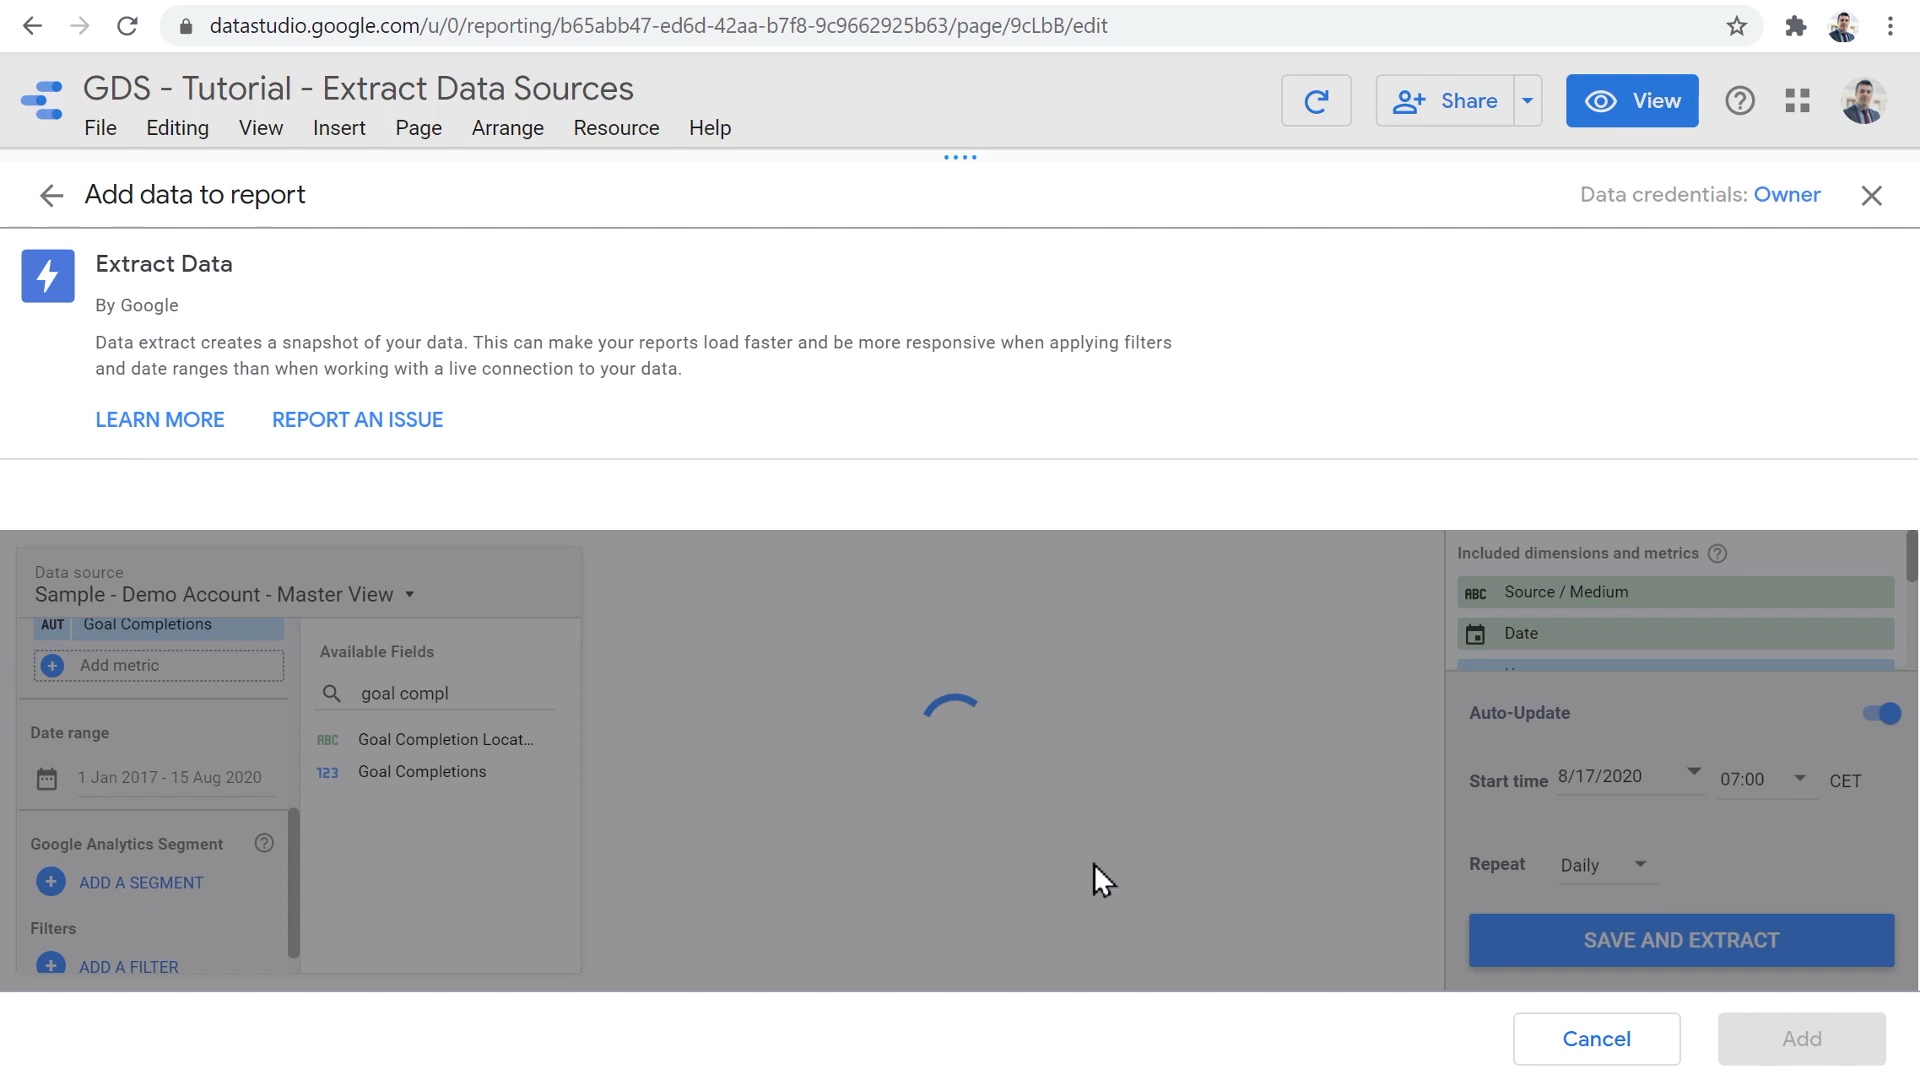 datastudio.google.com/u/0/reporting/b65abb47-ed6d-42aa-b7f8-9c9662925b63/page/9cLbB/edit
GDS - Tutorial - Extract Data Sources
File Editing View Insert Page Arrange Resource Help
Share
View
Add data to report
Data credentials: Owner
Extract Data
By Google
Data extract creates a snapshot of your data. This can make your reports load faster and be more responsive when applying filters
and date ranges than when working with a live connection to your data.
LEARN MORE REPORT AN ISSUE
Data source
Sample - Demo Account - Master View
AUT Goal Completions
Add metric
Date range
1 Jan 2017 - 15 Aug 2020
Google Analytics Segment
ADD A SEGMENT
Filters
ADD A FILTER
Available Fields
goal compl
ABC Goal Completion Locat...
123 Goal Completions
Included dimensions and metrics
ABC Source / Medium
Date
Auto-Update
Start time 8/17/2020 07:00 CET
Repeat Daily
SAVE AND EXTRACT
Cancel Add